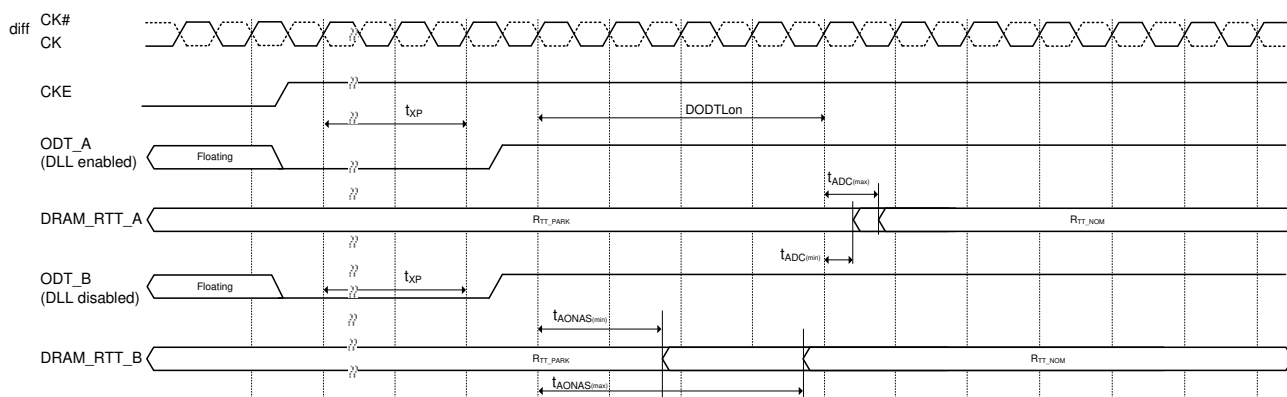 diff
CK#
CK
CKE
tXP
DODTLon
ODT_A
(DLL enabled)
Floating
tADC(max)
DRAM_RTT_A
RTT_PARK
RTT_NOM
tADC(min)
ODT_B
(DLL disabled)
Floating
tXP
tAONAS(min)
DRAM_RTT_B
RTT_PARK
RTT_NOM
tAONAS(max)